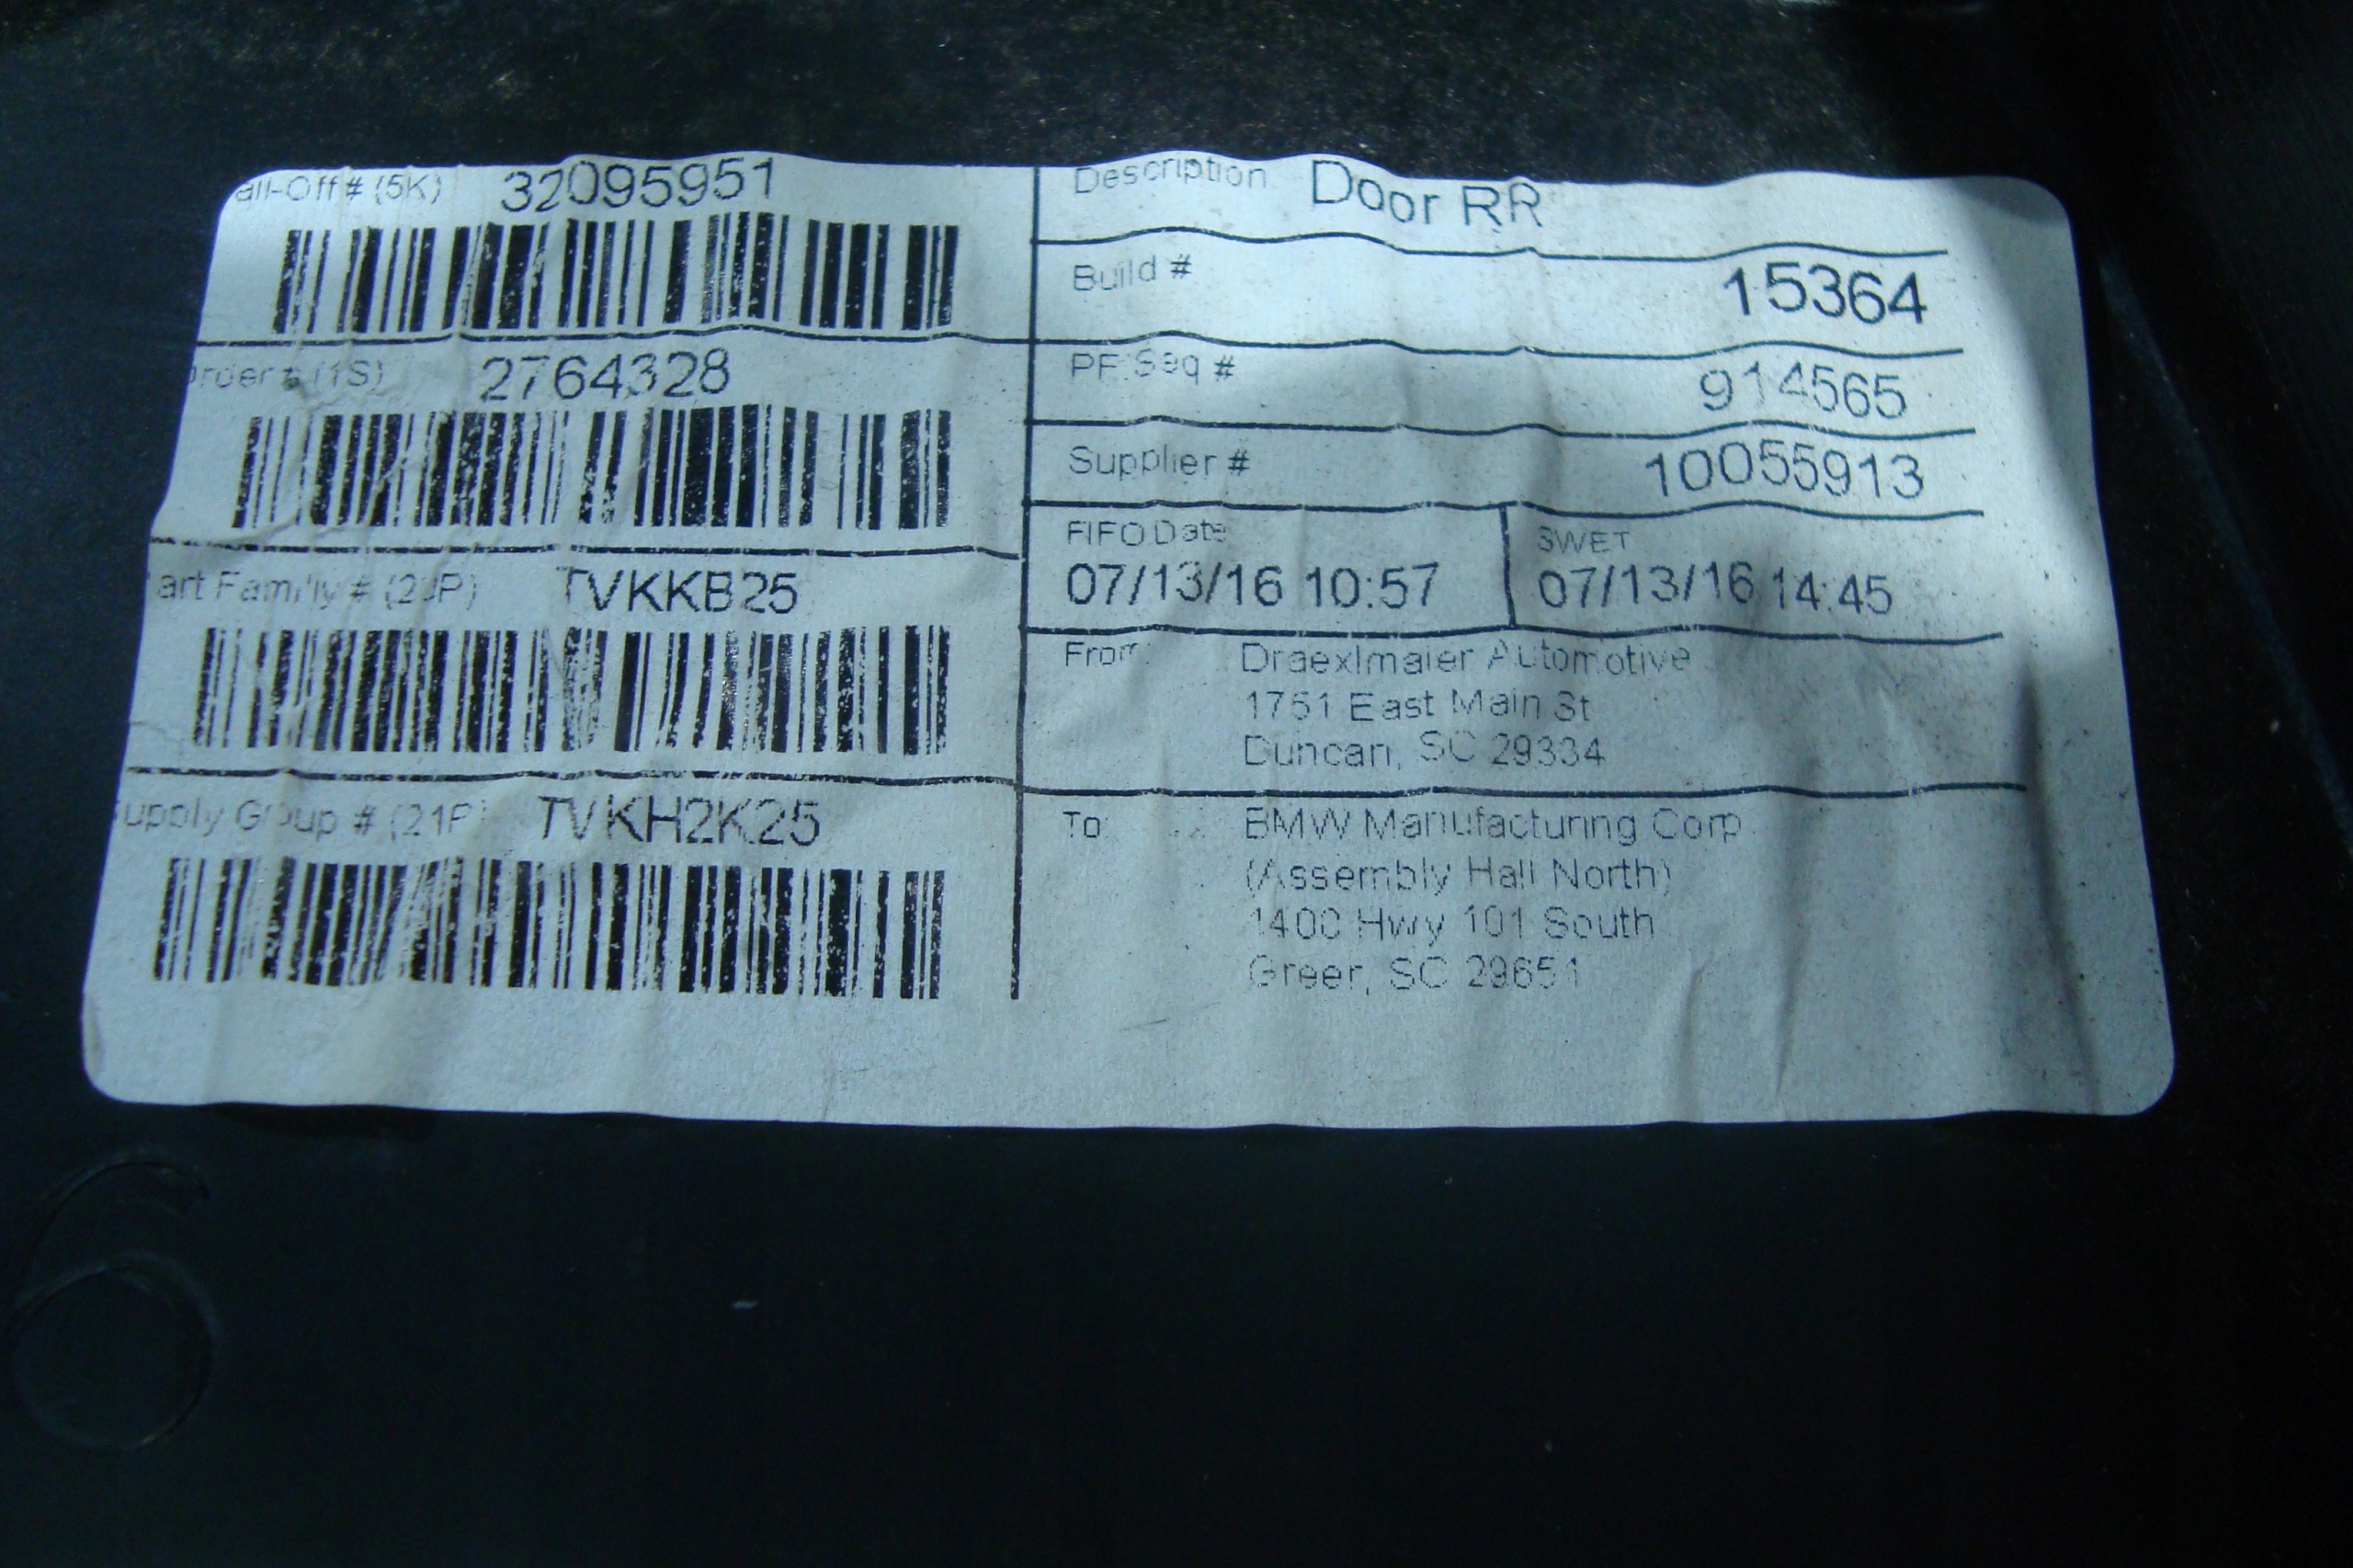 all-Off # (5K) 32095951
Order # (1S) 2764328
art Family # (20P) TVKKB25
upply Group # (21P) TVKH2K25
Description Door RR
Build # 15364
PF Seq # 914565
Supplier # 10055913
FIFO Date
07/13/16 10:57
SWET
07/13/16 14:45
From: Draexlmaier Automotive
1751 East Main St
Duncan, SC 29334
To: BMW Manufacturing Corp
(Assembly Hall North)
1400 Hwy 101 South
Greer, SC 29651